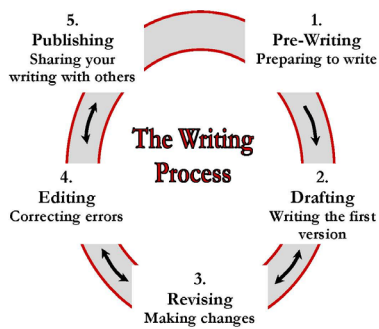 The Writing
Process
1.
Pre-Writing
Preparing to write
2.
Drafting
Writing the first
version
3.
Revising
Making changes
4.
Editing
Correcting errors
5.
Publishing
Sharing your
writing with others